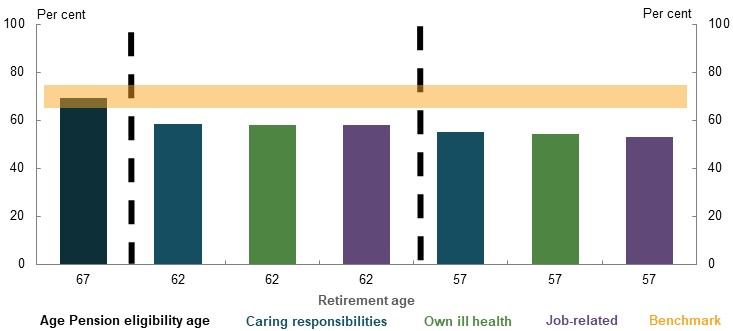 Per cent Per cent
100 100
80 80
60 60
40 40
20 20
0 0
67 62 62 62 57 57 57
Retirement age
Age Pension eligibility age Caring responsibilities Own ill health Job-related Benchmark